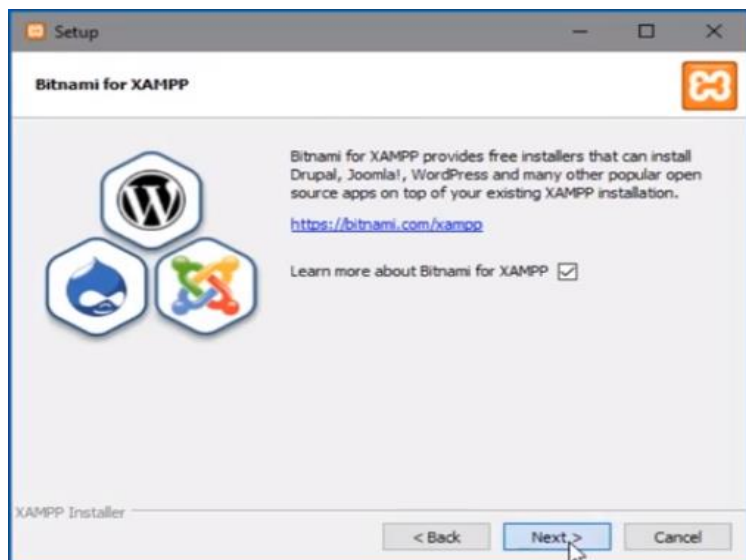 Setup
Bitnami for XAMPP
Bitnami for XAMPP provides free installers that can install
Drupal, Joomla!, WordPress and many other popular open
source apps on top of your existing XAMPP installation.
https://bitnami.com/xampp
Learn more about Bitnami for XAMPP
XAMPP Installer
< Back
Next >
Cancel